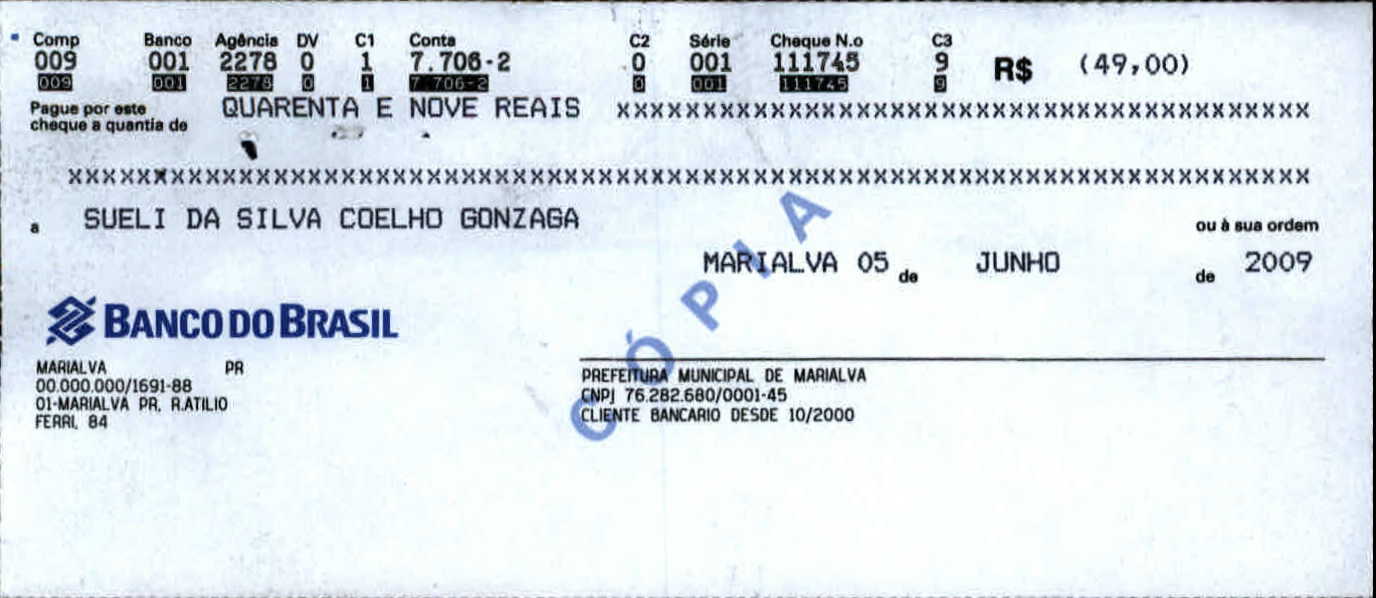 Comp Banco Agência DV C1 Conta C2 Série Cheque N.o C3
009 001 2278 0 1 7.706-2 0 001 111745 9 R$ (49,00)
009 001 2278 0 1 7.706-2 0 001 111745 9
Pague por este cheque a quantia de QUARENTA E NOVE REAIS xxxxxxxxxxxxxxxxxxxxxxxxxxxxxxxxxxxxxxxx
xxxxxxxxxxxxxxxxxxxxxxxxxxxxxxxxxxxxxxxxxxxxxxxxxxxxxxxxxxxxxxxxxxxxxxxx
a SUELI DA SILVA COELHO GONZAGA ou à sua ordem
MARIALVA 05 de JUNHO de 2009
CÓPIA
BANCO DO BRASIL
MARIALVA PR
00.000.000/1691-88
01-MARIALVA PR. R.ATILIO
FERRI, 84
PREFEITURA MUNICIPAL DE MARIALVA
CNPJ 76.282.680/0001-45
CLIENTE BANCARIO DESDE 10/2000